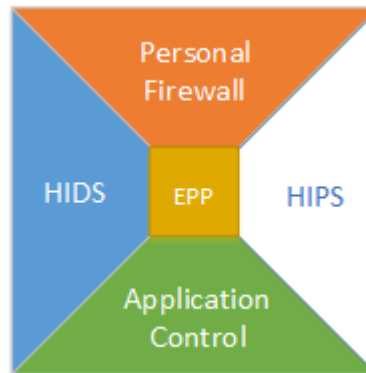 Personal
Firewall
HIDS
EPP
HIPS
Application
Control